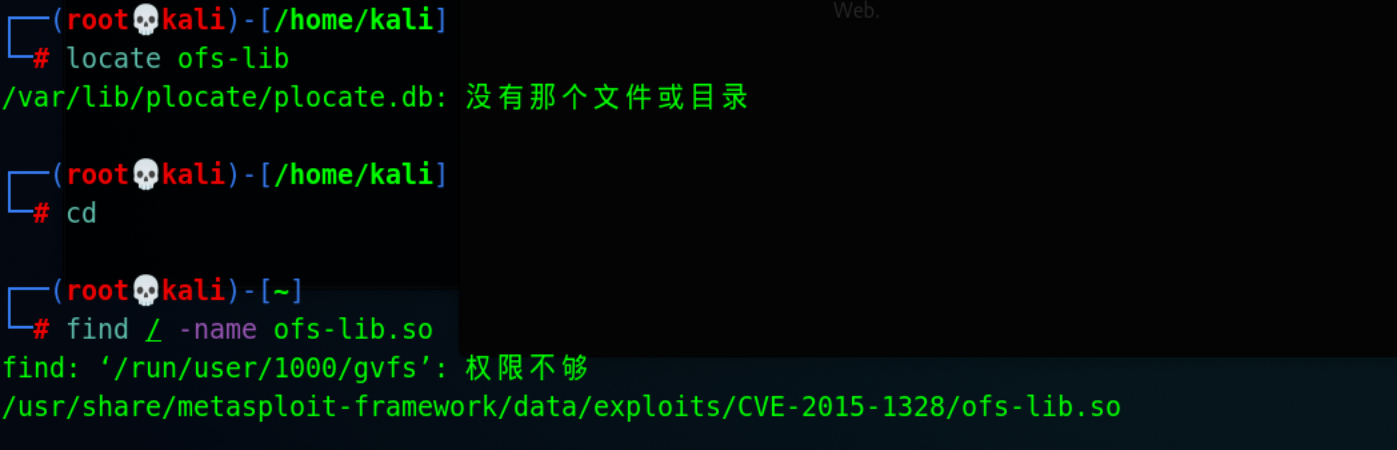 Web.
┌──(root💀kali)-[/home/kali]
└─# locate ofs-lib
/var/lib/plocate/plocate.db: 没有那个文件或目录
┌──(root💀kali)-[/home/kali]
└─# cd
┌──(root💀kali)-[~]
└─# find / -name ofs-lib.so
find: ‘/run/user/1000/gvfs’: 权限不够
/usr/share/metasploit-framework/data/exploits/CVE-2015-1328/ofs-lib.so